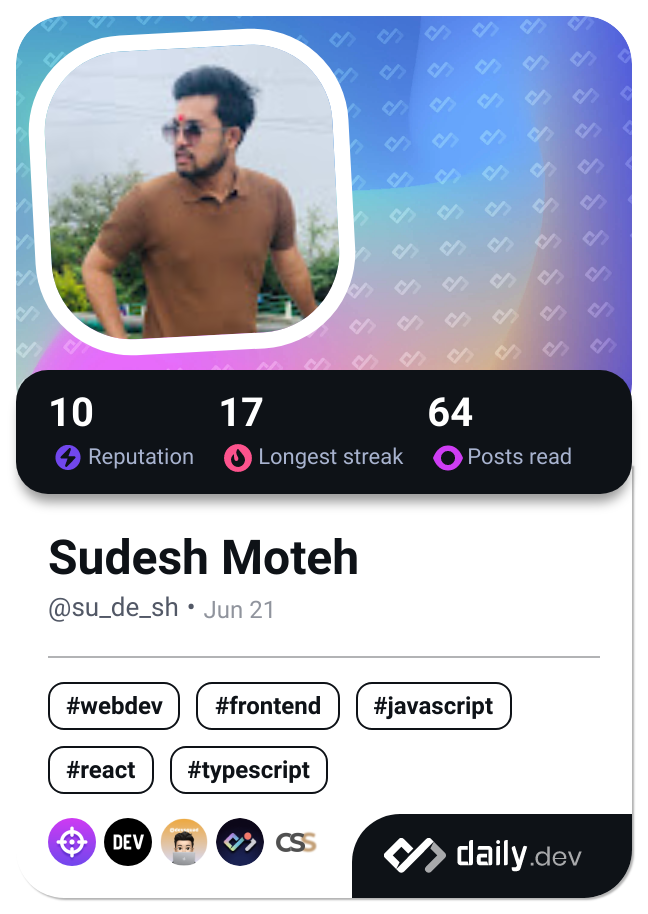 10 17 64
Reputation Longest streak Posts read
Sudesh Moteh
@su_de_sh • Jun 21
#webdev #frontend #javascript
#react #typescript
DEV CSS
daily.dev